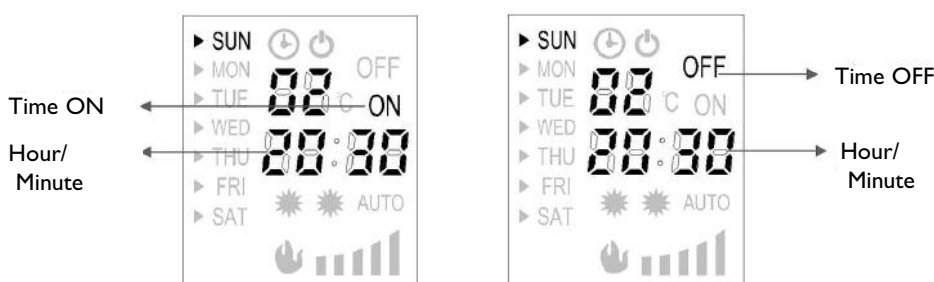 SUN
MON
OFF
02
TUE
°C
ON
WED
20:30
THU
FRI
AUTO
SAT
Time ON
Hour/
Minute
SUN
MON
OFF
02
TUE
°C
ON
WED
20:30
THU
FRI
AUTO
SAT
Time OFF
Hour/
Minute